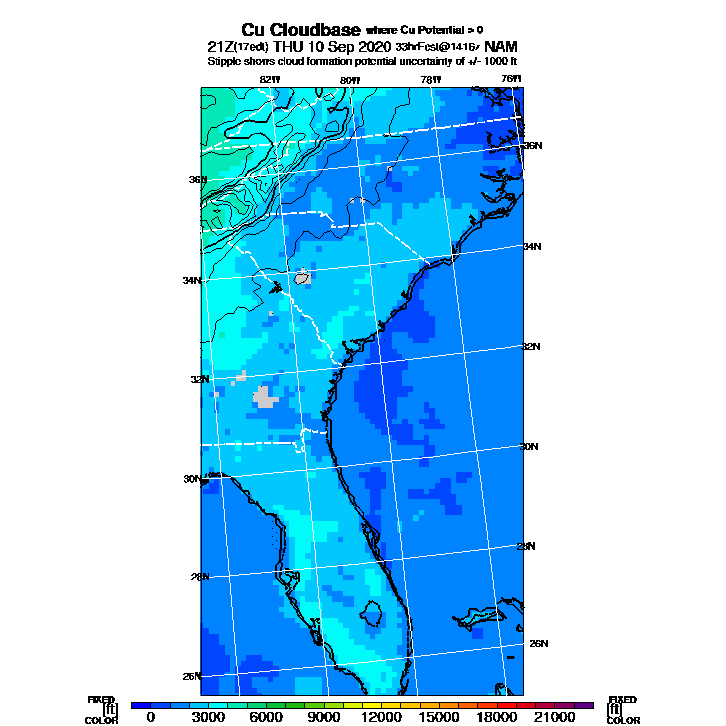 Cu Cloudbase where Cu Potential > 0
21Z(17edt) THU 10 Sep 2020 33hrFcst@1416z NAM
Stipple shows cloud formation potential uncertainty of +/- 1000 ft
82W 80W 78W 76W
36N
36N
34N
34N
32N
32N
30N
30N
28N
28N
26N
26N
FIXED FIXED
[ft] [ft]
COLOR 0 3000 6000 9000 12000 15000 18000 21000 COLOR